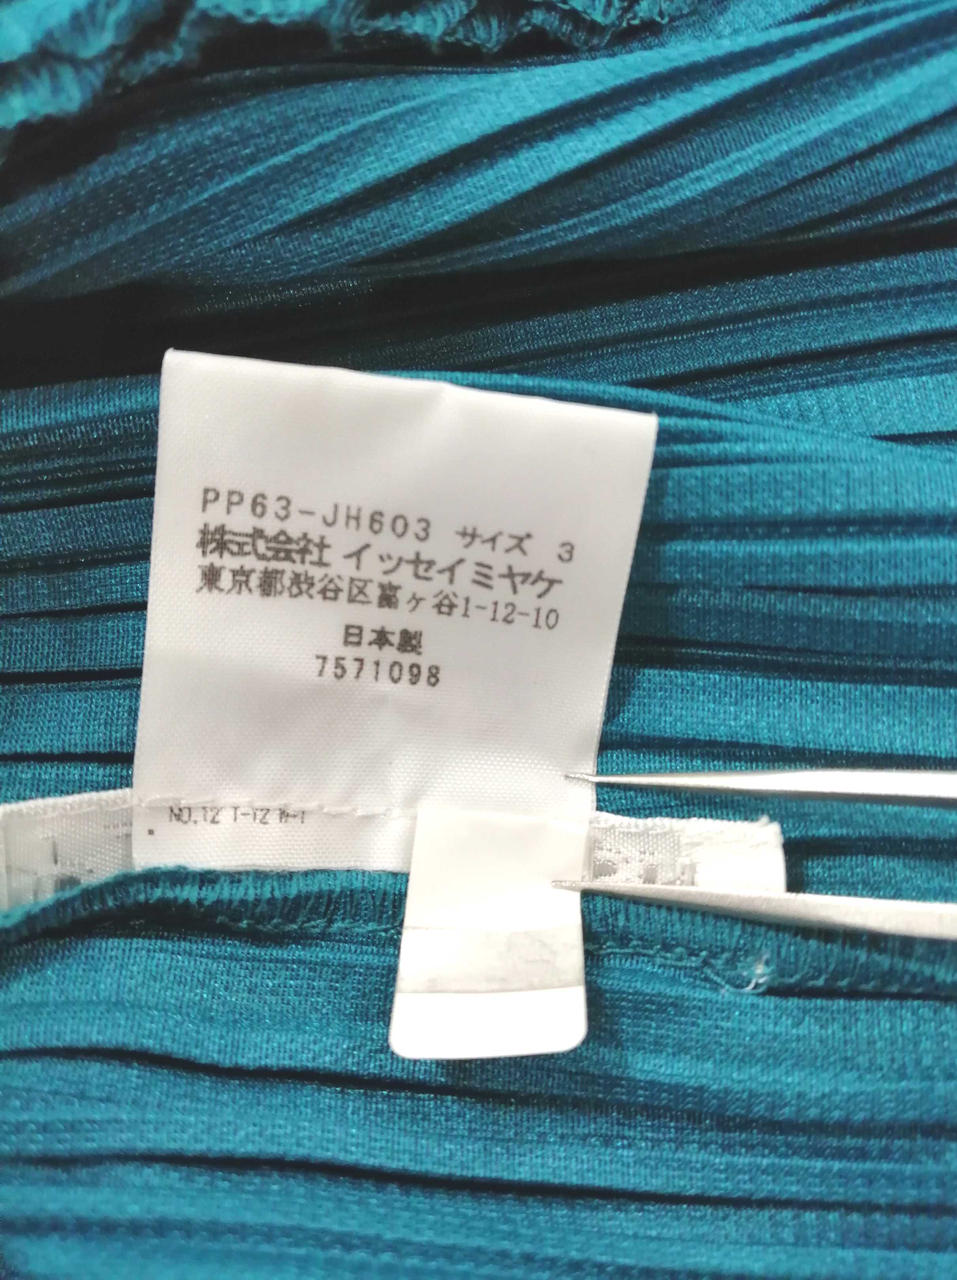 PP63-JH603 サイズ 3
株式会社 イッセイミヤケ
東京都渋谷区富ヶ谷1-12-10
日本製
7571098